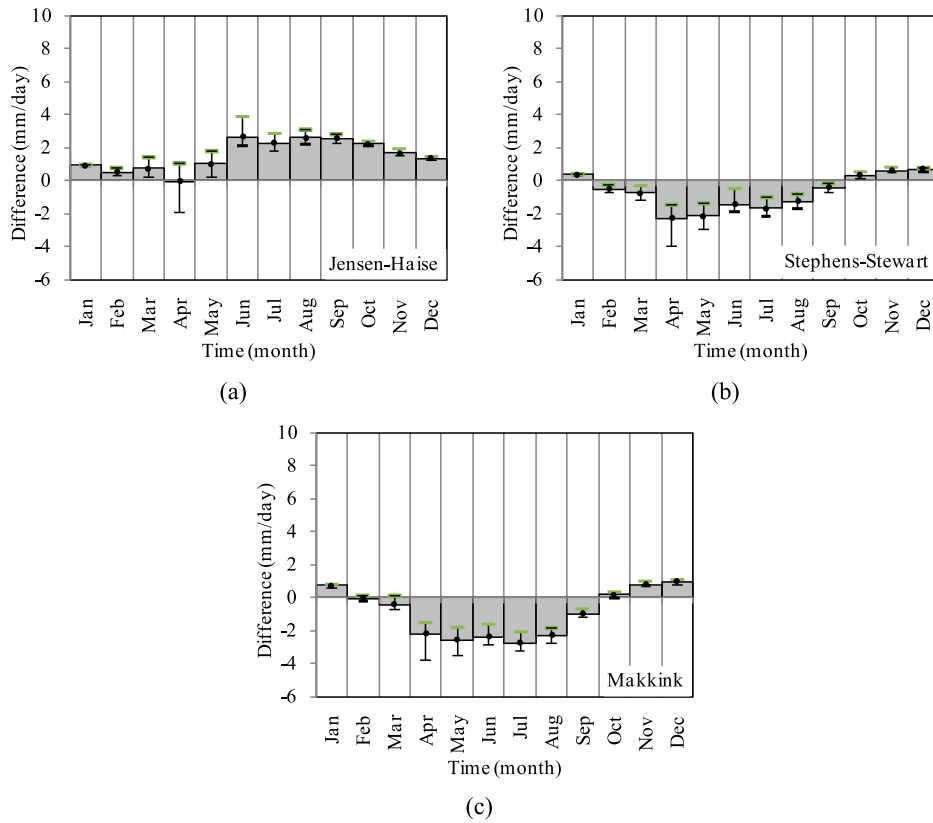 10
8
6
4
2
0
-2
-4
-6
Difference (mm/day)
Jensen-Haise
Jan
Feb
Mar
Apr
May
Jun
Jul
Aug
Sep
Oct
Nov
Dec
Time (month)
(a)
10
8
6
4
2
0
-2
-4
-6
Difference (mm/day)
Stephens-Stewart
Jan
Feb
Mar
Apr
May
Jun
Jul
Aug
Sep
Oct
Nov
Dec
Time (month)
(b)
10
8
6
4
2
0
-2
-4
-6
Difference (mm/day)
Makkink
Jan
Feb
Mar
Apr
May
Jun
Jul
Aug
Sep
Oct
Nov
Dec
Time (month)
(c)